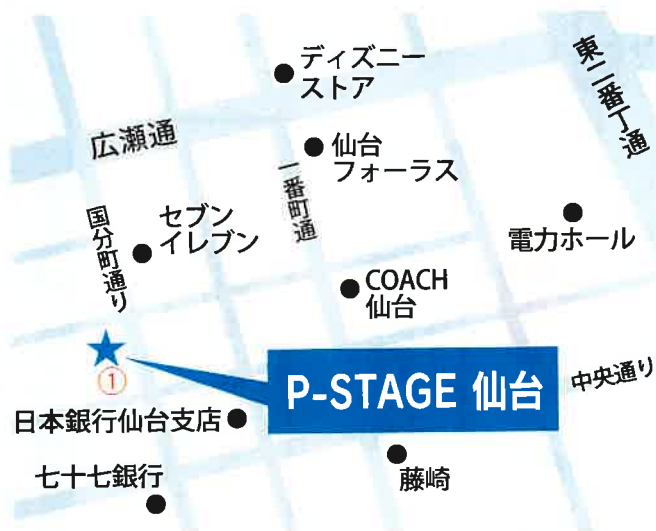 ディズニー
ストア
東二番丁通
広瀬通
仙台
フォーラス
一番町通
国分町通り
セブン
イレブン
電力ホール
COACH
仙台
①
P-STAGE 仙台
中央通り
日本銀行仙台支店
藤崎
七十七銀行